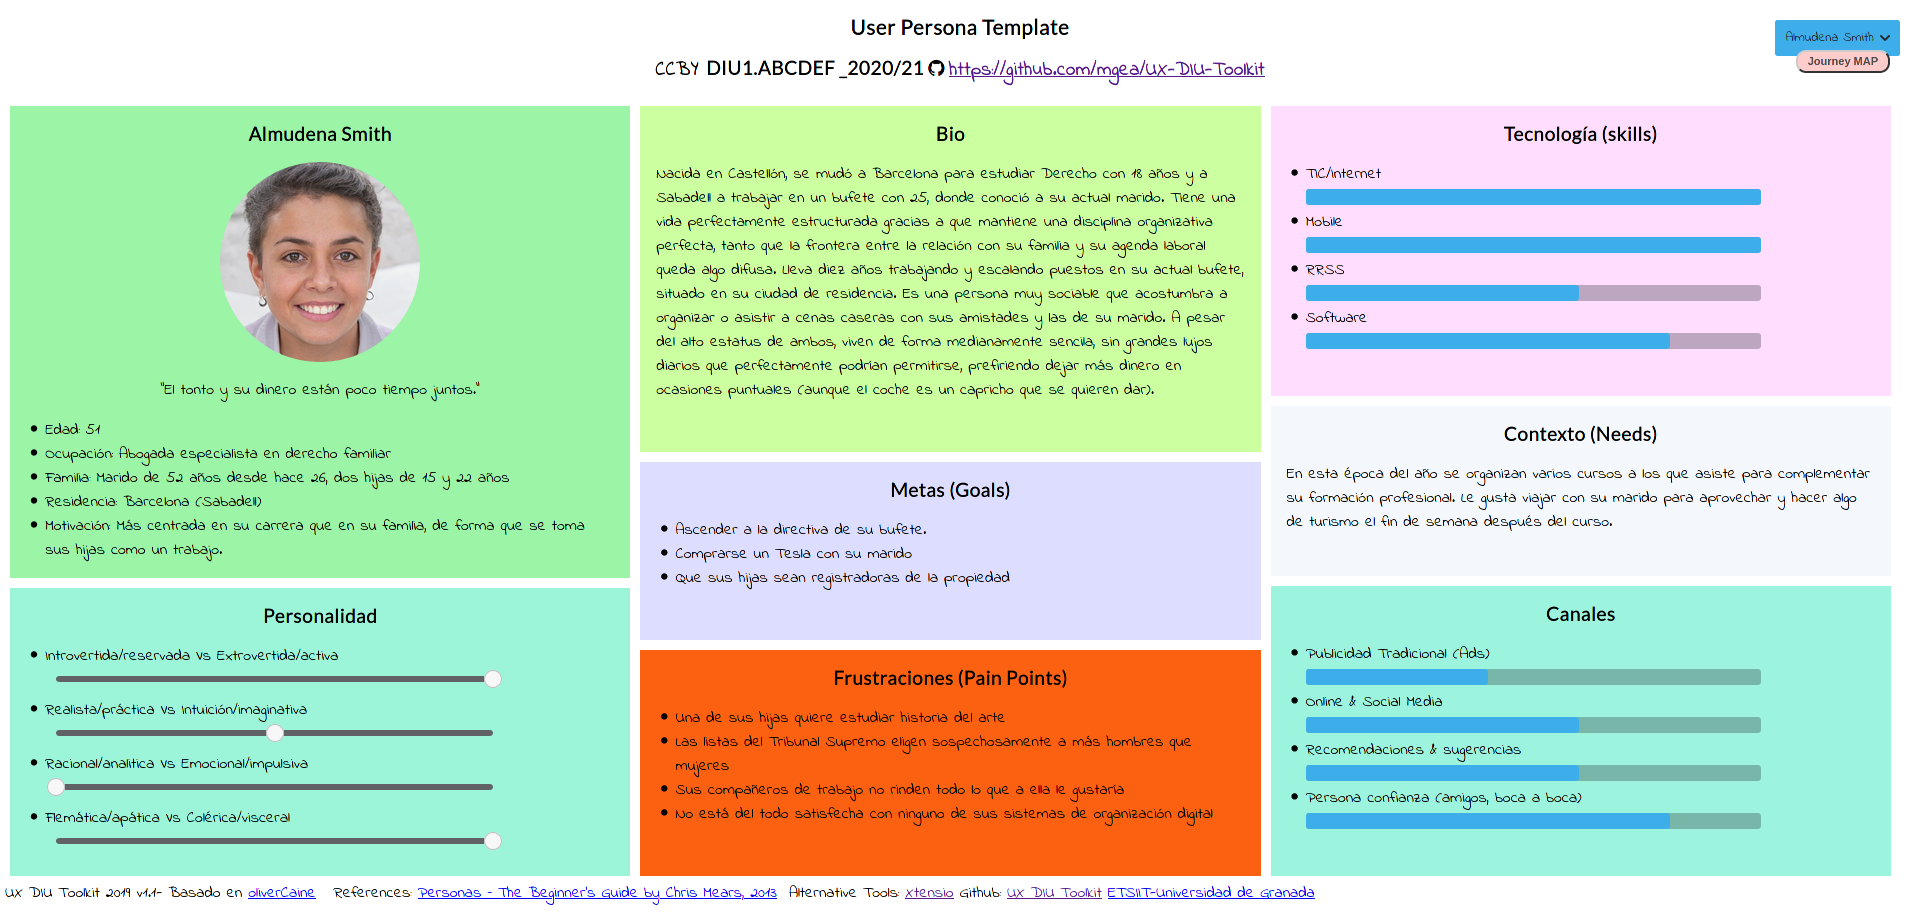 User Persona Template
CCBY DIU1.ABCDEF_2020/21 https://github.com/mgea/UX-DIU-Toolkit
Almudena Smith
Journey MAP
Almudena Smith
"El tonto y su dinero están poco tiempo juntos."
Edad: 51
Ocupación: Abogada especialista en derecho familiar
Familia: Marido de 52 años desde hace 26, dos hijas de 15 y 22 años
Residencia: Barcelona (Sabadell)
Motivación: Más centrada en su carrera que en su familia, de forma que se toma
sus hijas como un trabajo.
Personalidad
Introvertida/reservada Vs Extrovertida/activa
Realista/práctica Vs Intuición/imaginativa
Racional/analitica Vs Emocional/impulsiva
Flemática/apática Vs Colérica/visceral
Bio
Nacida en Castellón, se mudó a Barcelona para estudiar Derecho con 18 años y a
Sabadell a trabajar en un bufete con 25, donde conoció a su actual marido. Tiene una
vida perfectamente estructurada gracias a que mantiene una disciplina organizativa
perfecta, tanto que la frontera entre la relación con su familia y su agenda laboral
queda algo difusa. Lleva diez años trabajando y escalando puestos en su actual bufete,
situado en su ciudad de residencia. Es una persona muy sociable que acostumbra a
organizar o asistir a cenas caseras con sus amistades y las de su marido. A pesar
del alto estatus de ambos, viven de forma medianamente sencila, sin grandes lujos
diarios que perfectamente podrían permitirse, prefiriendo dejar más dinero en
ocasiones puntuales (aunque el coche es un capricho que se quieren dar).
Metas (Goals)
Ascender a la directiva de su bufete.
Comprarse un Tesla con su marido
Que sus hijas sean registradoras de la propiedad
Frustraciones (Pain Points)
Una de sus hijas quiere estudiar historia del arte
Las listas del Tribunal Supremo eligen sospechosamente a más hombres que
mujeres
Sus compañeros de trabajo no rinden todo lo que a ella le gustaría
No está del todo satisfecha con ninguno de sus sistemas de organización digital
Tecnología (skills)
TIC/Internet
Mobile
RRSS
Software
Contexto (Needs)
En esta época del año se organizan varios cursos a los que asiste para complementar
su formación profesional. Le gusta viajar con su marido para aprovechar y hacer algo
de turismo el fin de semana después del curso.
Canales
Publicidad Tradicional (Ads)
Online & Social Media
Recomendaciones & sugerencias
Persona confianza (amigos, boca a boca)
UX DIU Toolkit 2019 v1.1- Basado en oliverCaine References: Personas - The Beginner's Guide by Chris Mears, 2013 Alternative Tools: Xtensio Github: UX DIU Toolkit ETSIIT-Universidad de Granada